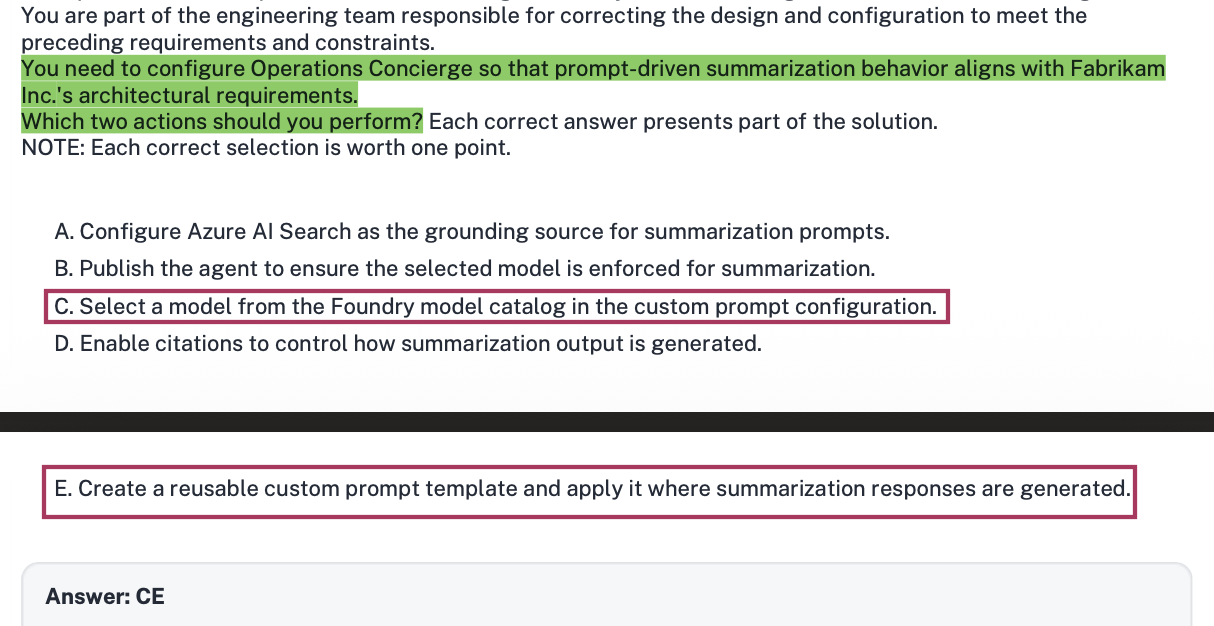 You are part of the engineering team responsible for correcting the design and configuration to meet the
preceding requirements and constraints.
You need to configure Operations Concierge so that prompt-driven summarization behavior aligns with Fabrikam
Inc.'s architectural requirements.
Which two actions should you perform? Each correct answer presents part of the solution.
NOTE: Each correct selection is worth one point.
A. Configure Azure AI Search as the grounding source for summarization prompts.
B. Publish the agent to ensure the selected model is enforced for summarization.
C. Select a model from the Foundry model catalog in the custom prompt configuration.
D. Enable citations to control how summarization output is generated.
E. Create a reusable custom prompt template and apply it where summarization responses are generated.
Answer: CE